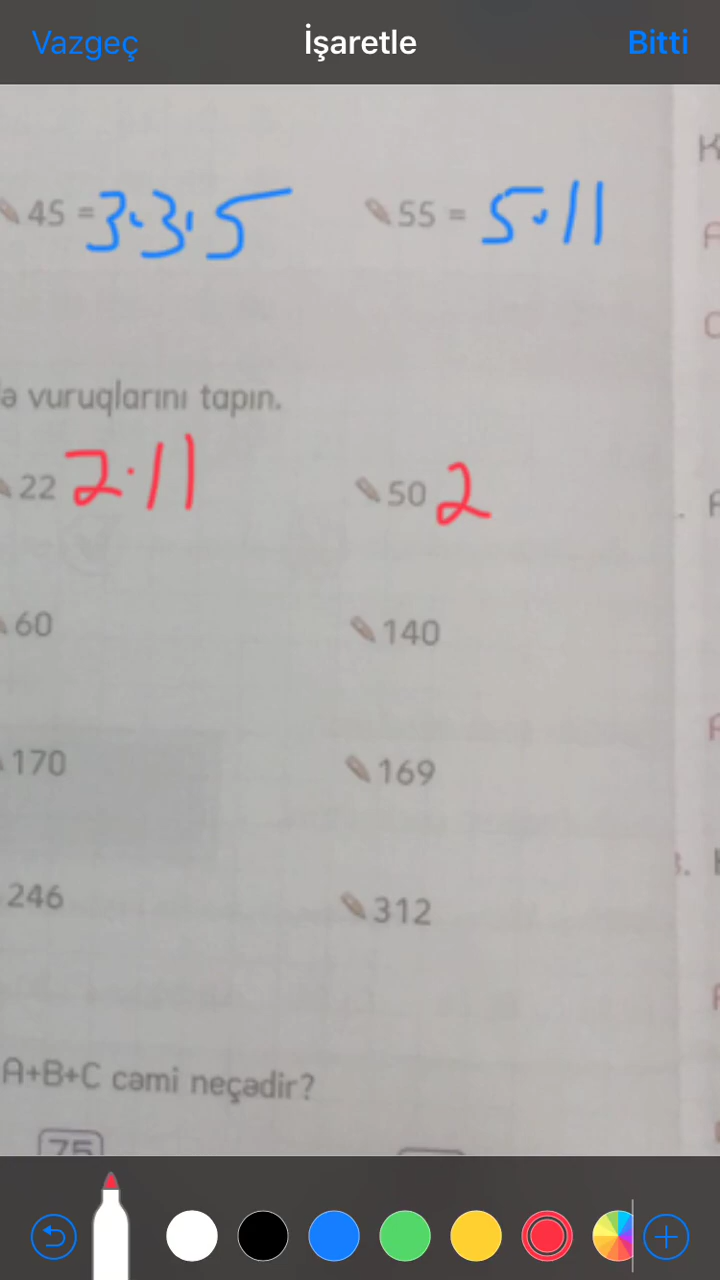 Vazgeç İşaretle Bitti
45 = 3·3·5 55 = 5·11
ə vuruqlarını tapın.
22 2·11 50 2
60 140
170 169
246 312
A+B+C cəmi neçədir?
75